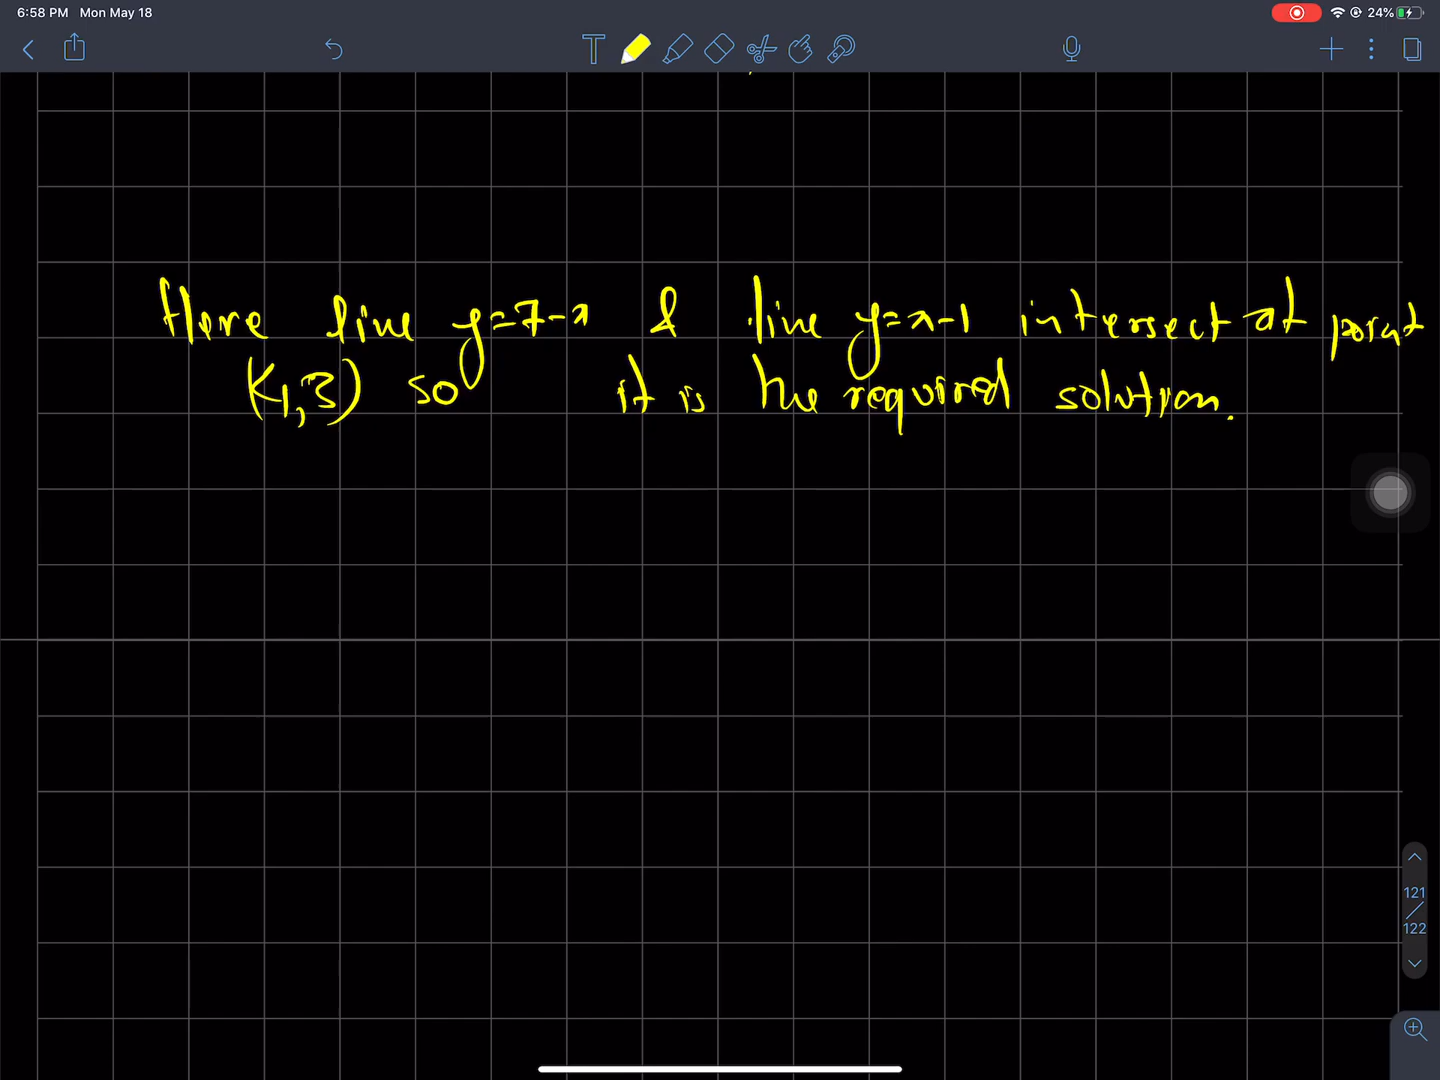 6:58 PM Mon May 18
24%
Here line y=7-x & line y=x-1 intersect at point
(4,3) so it is the required solution.
121
122